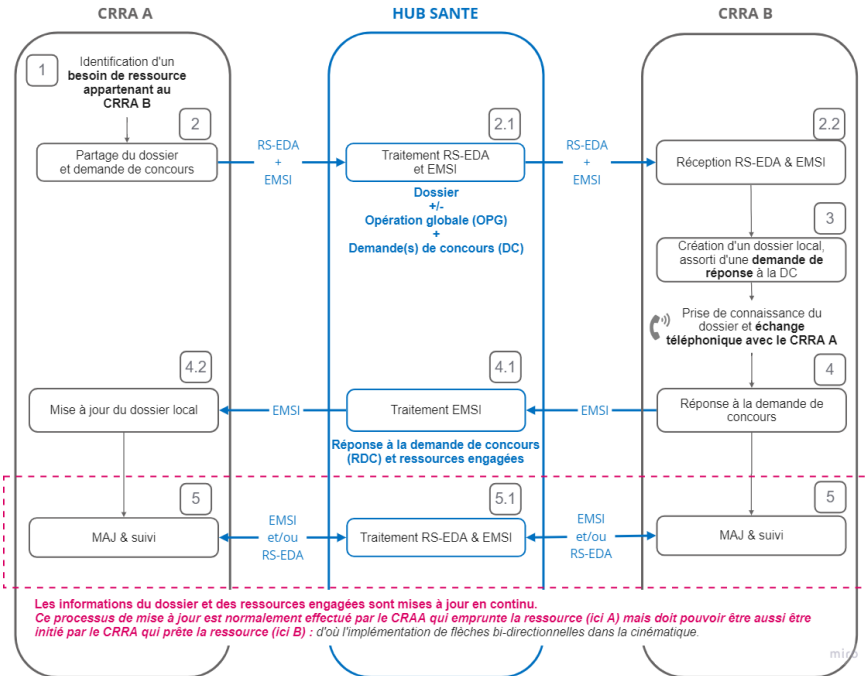 CRRA A
HUB SANTE
CRRA B
1
Identification d'un
besoin de ressource
appartenant au
CRRA B
2
Partage du dossier
et demande de concours
RS-EDA
+
EMSI
2.1
Traitement RS-EDA
et EMSI
Dossier
+/-
Opération globale (OPG)
+
Demande(s) de concours (DC)
RS-EDA
+
EMSI
2.2
Réception RS-EDA & EMSI
3
Création d'un dossier local,
assorti d'une demande de
réponse à la DC
Prise de connaissance du
dossier et échange
téléphonique avec le CRRA A
4
Réponse à la demande de
concours
EMSI
4.1
Traitement EMSI
Réponse à la demande de concours
(RDC) et ressources engagées
EMSI
4.2
Mise à jour du dossier local
5
MAJ & suivi
EMSI
et/ou
RS-EDA
5.1
Traitement RS-EDA & EMSI
EMSI
et/ou
RS-EDA
5
MAJ & suivi
Les informations du dossier et des ressources engagées sont mises à jour en continu.
Ce processus de mise à jour est normalement effectué par le CRAA qui emprunte la ressource (ici A) mais doit pouvoir être aussi être
initié par le CRRA qui prête la ressource (ici B) : d'où l'implémentation de flèches bi-directionnelles dans la cinématique.
miro